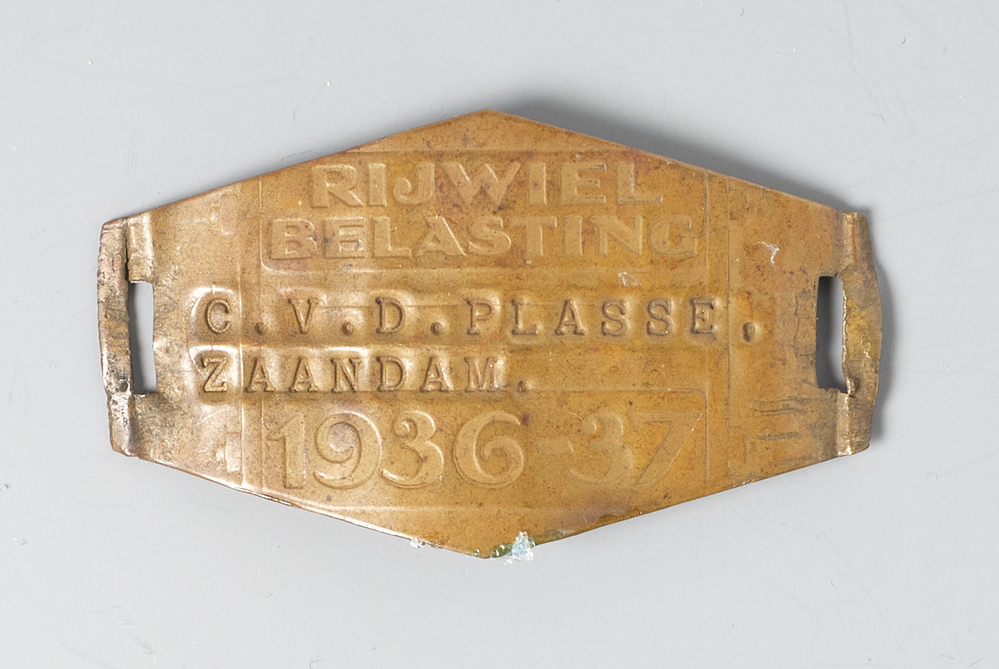 RIJWIEL
BELASTING
C.V.D.PLASSE.
ZAANDAM.
1936-37